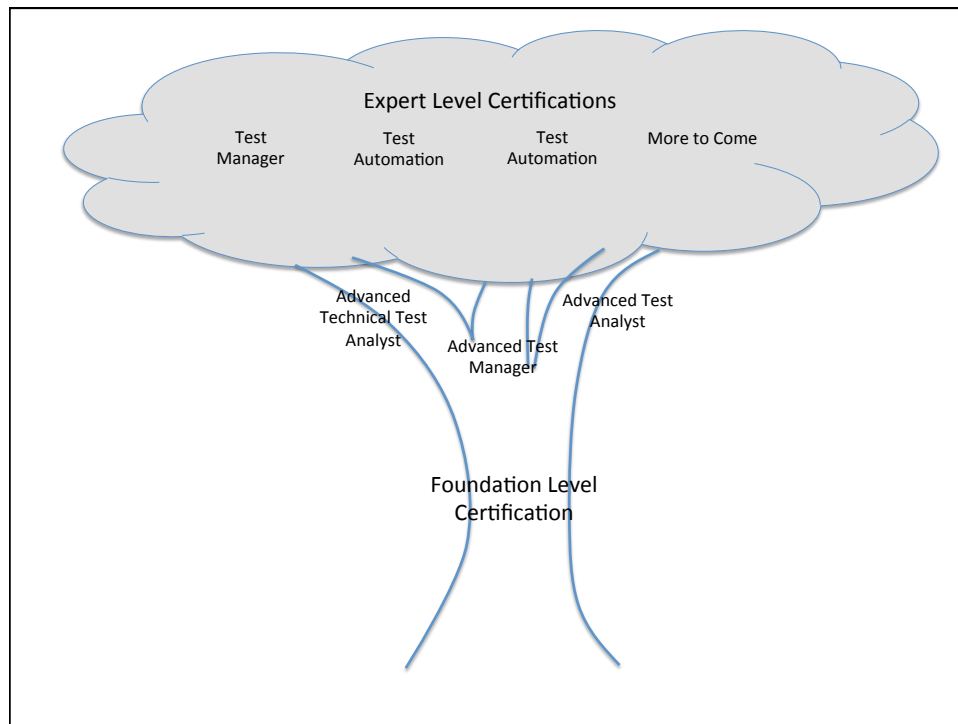 Expert Level Certifications
Test
Manager
Test
Automation
Test
Automation
More to Come
Advanced
Technical Test
Analyst
Advanced Test
Manager
Advanced Test
Analyst
Foundation Level
Certification